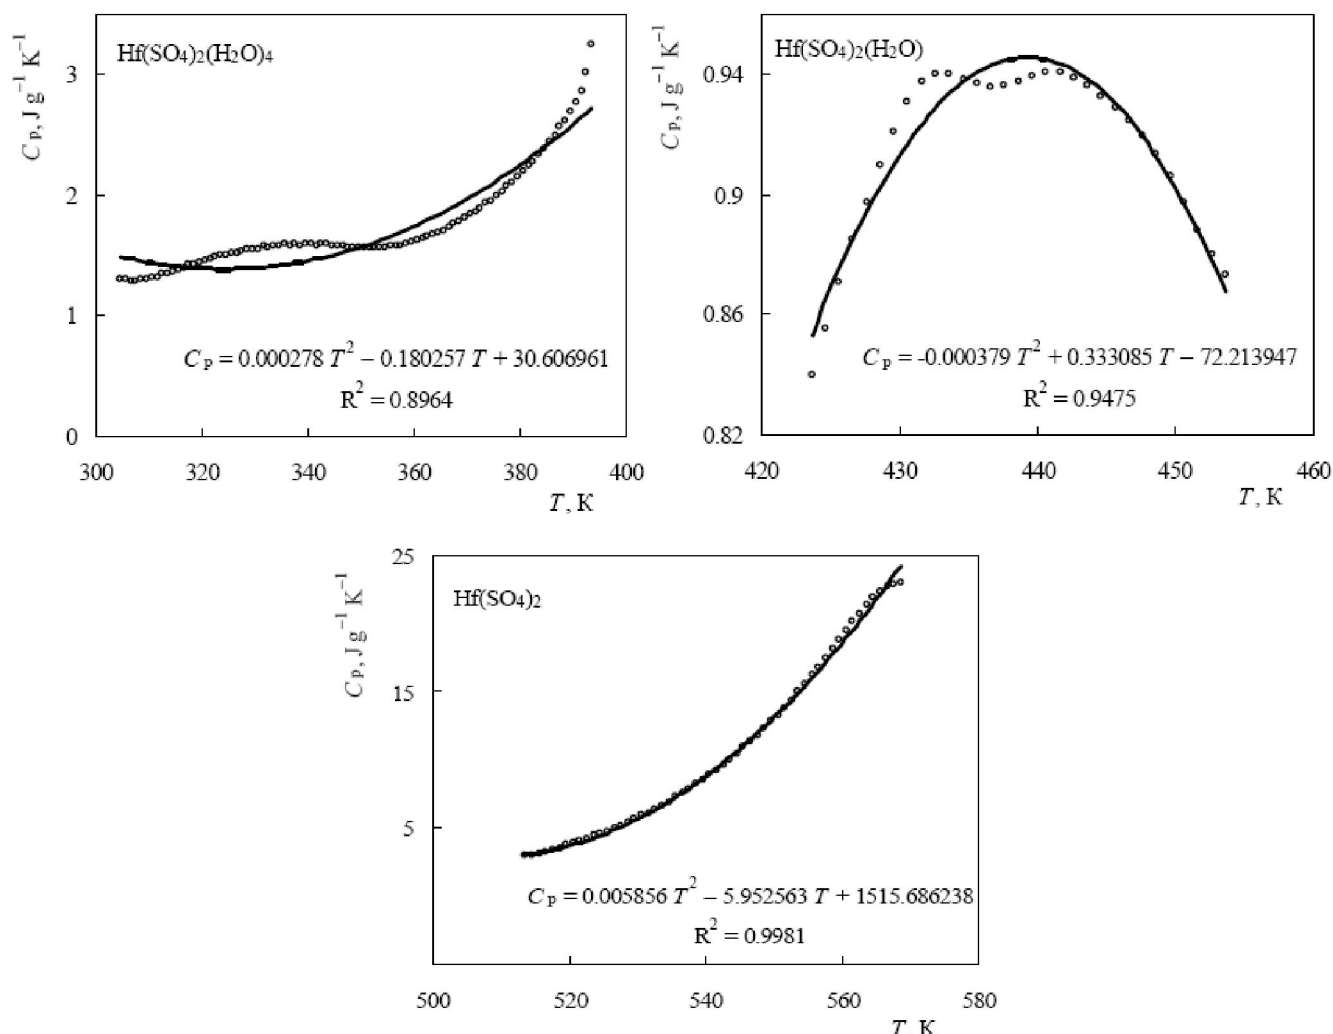 Hf(SO4)2(H2O)4
Cp, J g−1 K−1
3
2
1
0
300 320 340 360 380 400
T, K
Cp = 0.000278 T2 − 0.180257 T + 30.606961
R2 = 0.8964
Hf(SO4)2(H2O)
Cp, J g−1 K−1
0.94
0.9
0.86
0.82
420 430 440 450 460
T, K
Cp = -0.000379 T2 + 0.333085 T − 72.213947
R2 = 0.9475
Hf(SO4)2
Cp, J g−1 K−1
25
15
5
500 520 540 560 580
T, K
Cp = 0.005856 T2 − 5.952563 T + 1515.686238
R2 = 0.9981